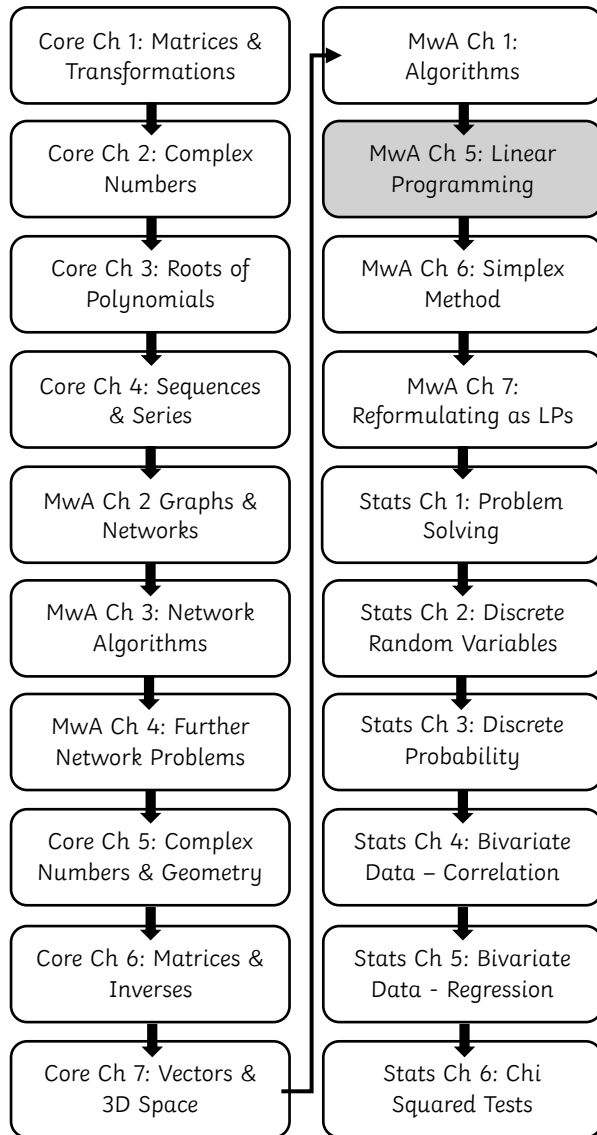 Core Ch 1: Matrices &
Transformations
Core Ch 2: Complex
Numbers
Core Ch 3: Roots of
Polynomials
Core Ch 4: Sequences
& Series
MwA Ch 2 Graphs &
Networks
MwA Ch 3: Network
Algorithms
MwA Ch 4: Further
Network Problems
Core Ch 5: Complex
Numbers & Geometry
Core Ch 6: Matrices &
Inverses
Core Ch 7: Vectors &
3D Space
MwA Ch 1:
Algorithms
MwA Ch 5: Linear
Programming
MwA Ch 6: Simplex
Method
MwA Ch 7:
Reformulating as LPs
Stats Ch 1: Problem
Solving
Stats Ch 2: Discrete
Random Variables
Stats Ch 3: Discrete
Probability
Stats Ch 4: Bivariate
Data – Correlation
Stats Ch 5: Bivariate
Data - Regression
Stats Ch 6: Chi
Squared Tests